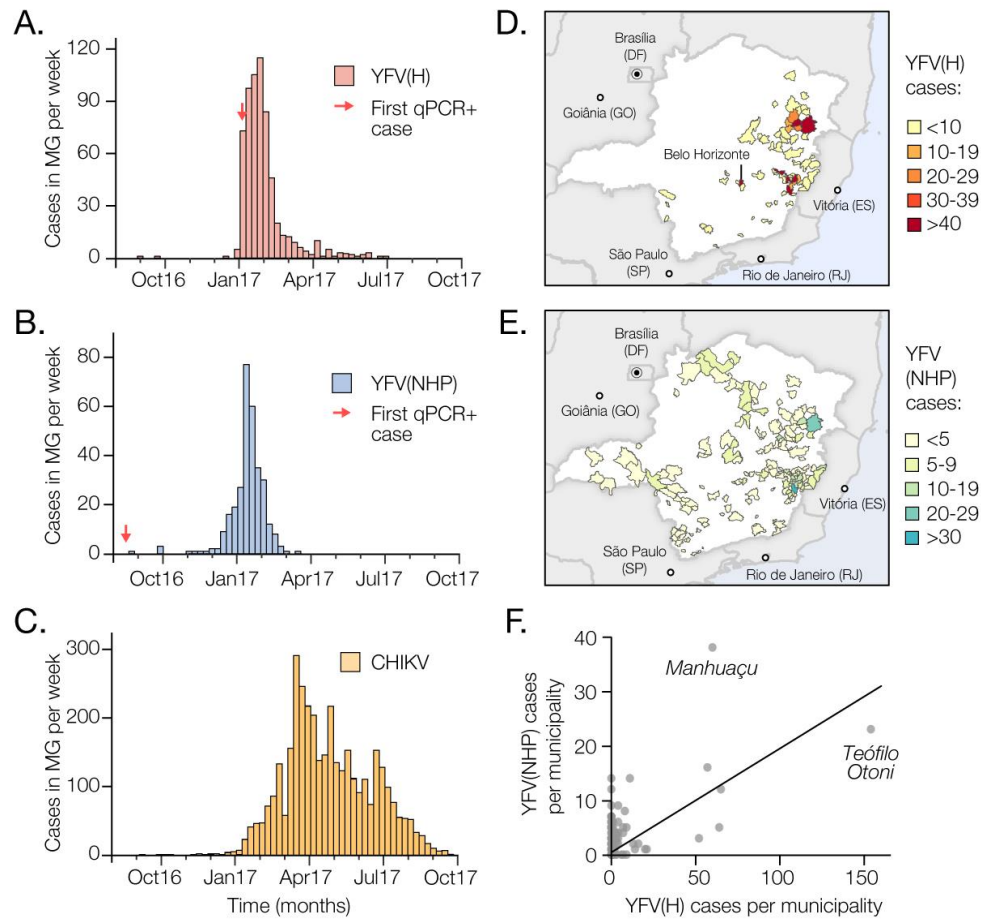 A.
Cases in MG per week
120
90
60
30
0
YFV(H)
First qPCR+
case
Oct16
Jan17
Apr17
Jul17
Oct17
D.
Brasília
(DF)
Goiânia (GO)
Belo Horizonte
Vitória (ES)
São Paulo
(SP)
Rio de Janeiro (RJ)
YFV(H)
cases:
<10
10-19
20-29
30-39
>40
B.
Cases in MG per week
80
60
40
20
0
YFV(NHP)
First qPCR+
case
Oct16
Jan17
Apr17
Jul17
Oct17
E.
Brasília
(DF)
Goiânia (GO)
Vitória (ES)
São Paulo
(SP)
Rio de Janeiro (RJ)
YFV
(NHP)
cases:
<5
5-9
10-19
20-29
>30
C.
Cases in MG per week
300
200
100
0
CHIKV
Oct16
Jan17
Apr17
Jul17
Oct17
Time (months)
F.
YFV(NHP) cases
per municipality
40
30
20
10
0
Manhuaçu
Teófilo
Otoni
0
50
100
150
YFV(H) cases per municipality